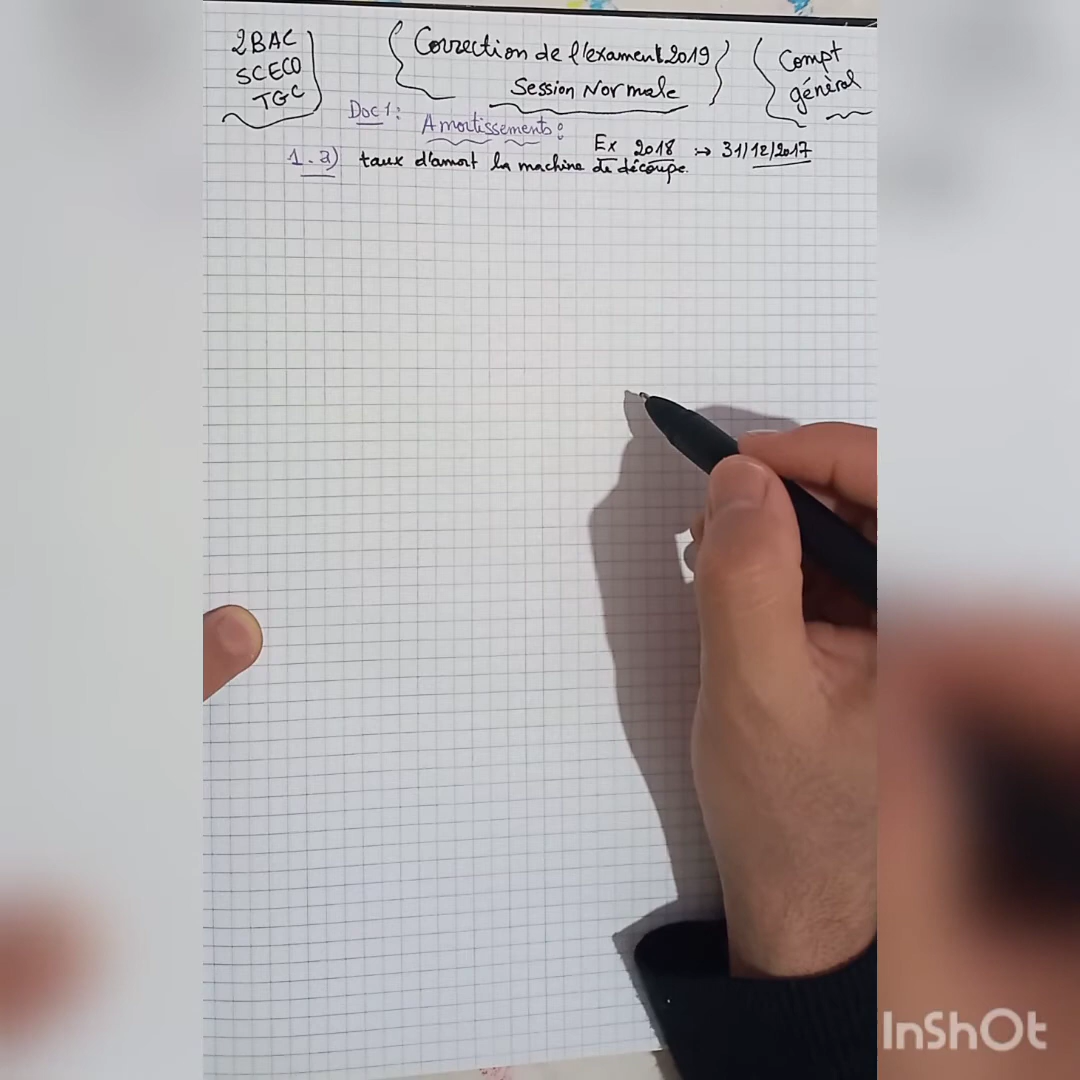 2BAC
SCECO
TGC
Correction de l'exament 2019
Session Normale
Compt
général
Doc 1: Amortissements:
Ex 2018 → 31/12/2017
1. a) taux d'amort la machine de découpe.
InShOt